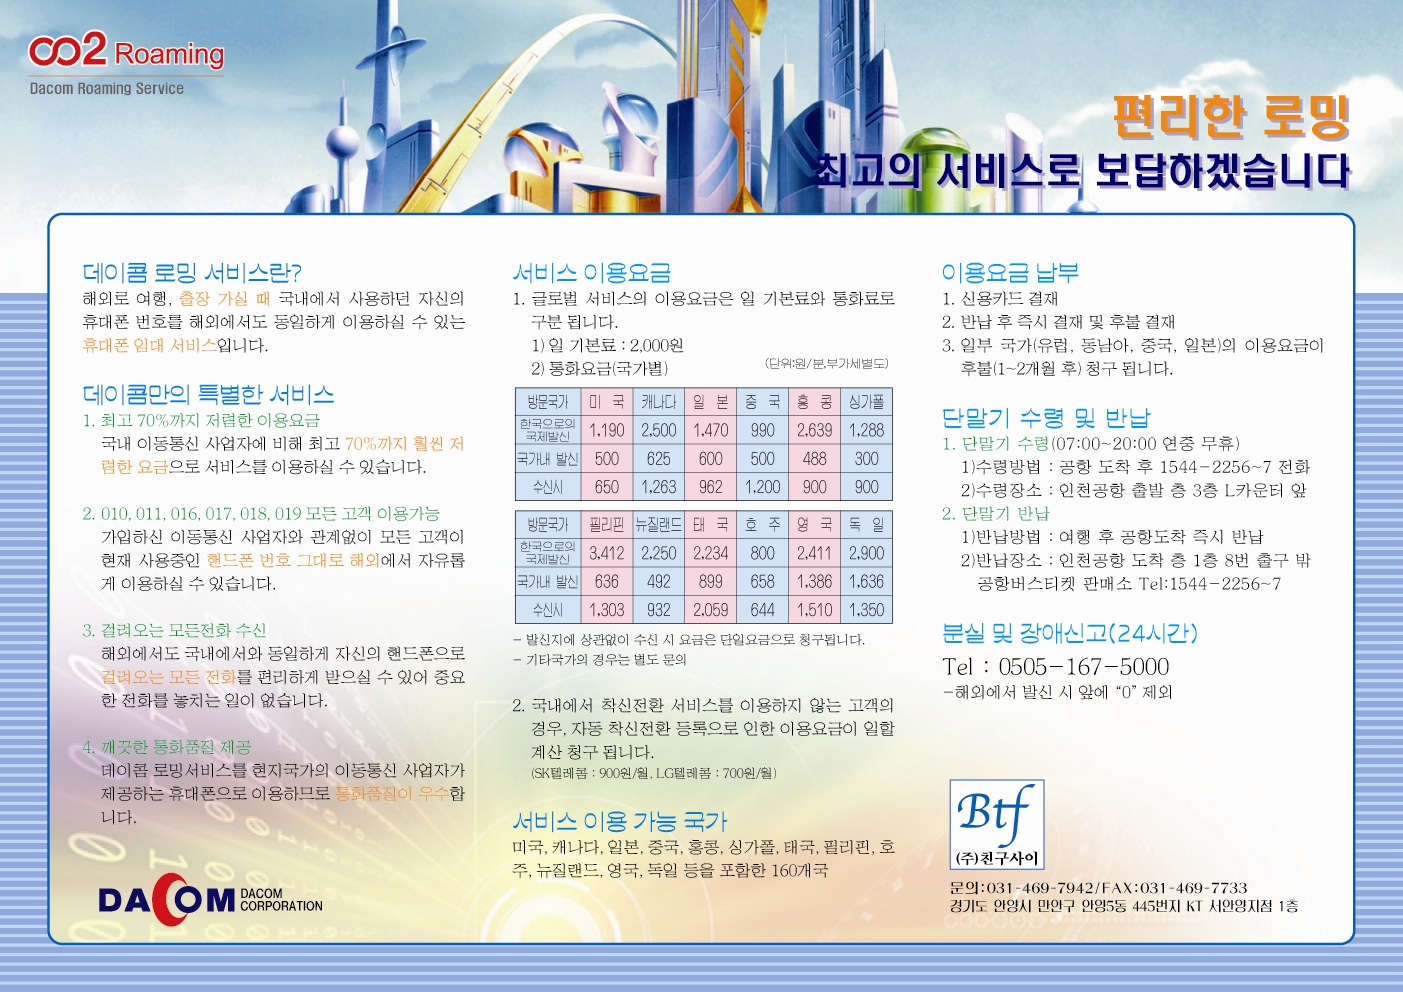 002 Roaming
Dacom Roaming Service
편리한 로밍
최고의 서비스로 보답하겠습니다
데이콤 로밍 서비스란?
해외로 여행, 출장 가실 때 국내에서 사용하던 자신의
휴대폰 번호를 해외에서도 동일하게 이용하실 수 있는
휴대폰 임대 서비스입니다.
데이콤만의 특별한 서비스
1. 최고 70%까지 저렴한 이용요금
국내 이동통신 사업자에 비해 최고 70%까지 훨씬 저
렴한 요금으로 서비스를 이용하실 수 있습니다.
2. 010, 011, 016, 017, 018, 019 모든 고객 이용가능
가입하신 이동통신 사업자와 관계없이 모든 고객이
현재 사용중인 핸드폰 번호 그대로 해외에서 자유롭
게 이용하실 수 있습니다.
3. 걸려오는 모든전화 수신
해외에서도 국내에서와 동일하게 자신의 핸드폰으로
걸려오는 모든 전화를 편리하게 받으실 수 있어 중요
한 전화를 놓치는 일이 없습니다.
4. 깨끗한 통화품질 제공
데이콤 로밍서비스를 현지국가의 이동통신 사업자가
제공하는 휴대폰으로 이용하므로 통화품질이 우수합
니다.
DACOM DACOM
CORPORATION
서비스 이용요금
1. 글로벌 서비스의 이용요금은 일 기본료와 통화료로
구분 됩니다.
1) 일 기본료 : 2,000원
2) 통화요금(국가별) (단위:원/분,부가세별도)
방문국가 미 국 캐나다 일 본 중 국 홍 콩 싱가폴
한국으로의 국제발신 1,190 2,500 1,470 990 2,639 1,288
국가내 발신 500 625 600 500 488 300
수신시 650 1,263 962 1,200 900 900
방문국가 필리핀 뉴질랜드 태 국 호 주 영 국 독 일
한국으로의 국제발신 3,412 2,250 2,234 800 2,411 2,900
국가내 발신 636 492 899 658 1,386 1,636
수신시 1,303 932 2,059 644 1,510 1,350
- 발신지에 상관없이 수신 시 요금은 단일요금으로 청구됩니다.
- 기타국가의 경우는 별도 문의
2. 국내에서 착신전환 서비스를 이용하지 않는 고객의
경우, 자동 착신전환 등록으로 인한 이용요금이 일할
계산 청구 됩니다.
(SK텔레콤 : 900원/월, LG텔레콤 : 700원/월)
서비스 이용 가능 국가
미국, 캐나다, 일본, 중국, 홍콩, 싱가폴, 태국, 필리핀, 호
주, 뉴질랜드, 영국, 독일 등을 포함한 160개국
이용요금 납부
1. 신용카드 결재
2. 반납 후 즉시 결재 및 후불 결재
3. 일부 국가(유럽, 동남아, 중국, 일본)의 이용요금이
후불(1~2개월 후) 청구 됩니다.
단말기 수령 및 반납
1. 단말기 수령(07:00~20:00 연중 무휴)
1)수령방법 : 공항 도착 후 1544-2256~7 전화
2)수령장소 : 인천공항 출발 층 3층 L카운터 앞
2. 단말기 반납
1)반납방법 : 여행 후 공항도착 즉시 반납
2)반납장소 : 인천공항 도착 층 1층 8번 출구 밖
공항버스티켓 판매소 Tel:1544-2256~7
분실 및 장애신고(24시간)
Tel : 0505-167-5000
-해외에서 발신 시 앞에 “0” 제외
Btf
(주)친구사이
문의:031-469-7942/FAX:031-469-7733
경기도 안양시 만안구 안양5동 445번지 KT 서안양지점 1층